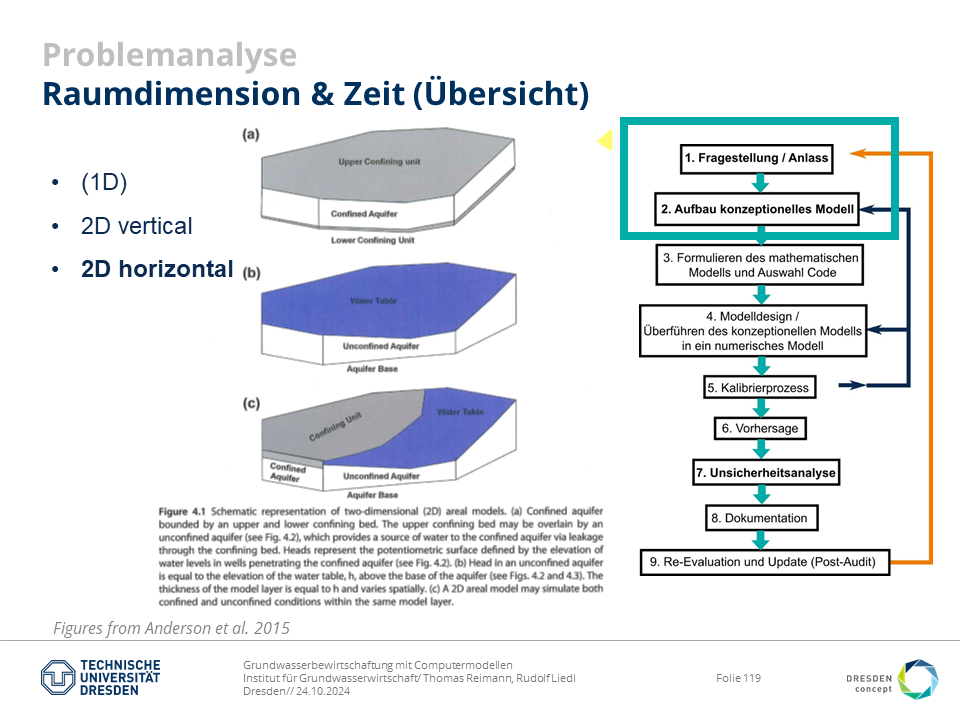 Problemanalyse
Raumdimension & Zeit (Übersicht)
• (1D)
• 2D vertical
• 2D horizontal
(a)
Upper Confining unit
Confined Aquifer
Lower Confining Unit
(b)
Water Table
Unconfined Aquifer
Aquifer Base
(c)
Confining Unit
Water Table
Confined
Aquifer
Unconfined Aquifer
Aquifer Base
Figure 4.1 Schematic representation of two-dimensional (2D) areal models. (a) Confined aquifer
bounded by an upper and lower confining bed. The upper confining bed may be overlain by an
unconfined aquifer (see Fig. 4.2), which provides a source of water to the confined aquifer via leakage
through the confining bed. Heads represent the potentiometric surface defined by the elevation of
water levels in wells penetrating the confined aquifer (see Fig. 4.2). (b) Head in an unconfined aquifer
is equal to the elevation of the water table, h, above the base of the aquifer (see Figs. 4.2 and 4.3). The
thickness of the model layer is equal to h and varies spatially. (c) A 2D areal model may simulate both
confined and unconfined conditions within the same model layer.
Figures from Anderson et al. 2015
1. Fragestellung / Anlass
2. Aufbau konzeptionelles Modell
3. Formulieren des mathematischen
Modells und Auswahl Code
4. Modelldesign /
Überführen des konzeptionellen Modells
in ein numerisches Modell
5. Kalibrierprozess
6. Vorhersage
7. Unsicherheitsanalyse
8. Dokumentation
9. Re-Evaluation und Update (Post-Audit)
TECHNISCHE
UNIVERSITÄT
DRESDEN
Grundwasserbewirtschaftung mit Computermodellen
Institut für Grundwasserwirtschaft/ Thomas Reimann, Rudolf Liedl
Dresden// 24.10.2024
Folie 119
DRESDEN
concept